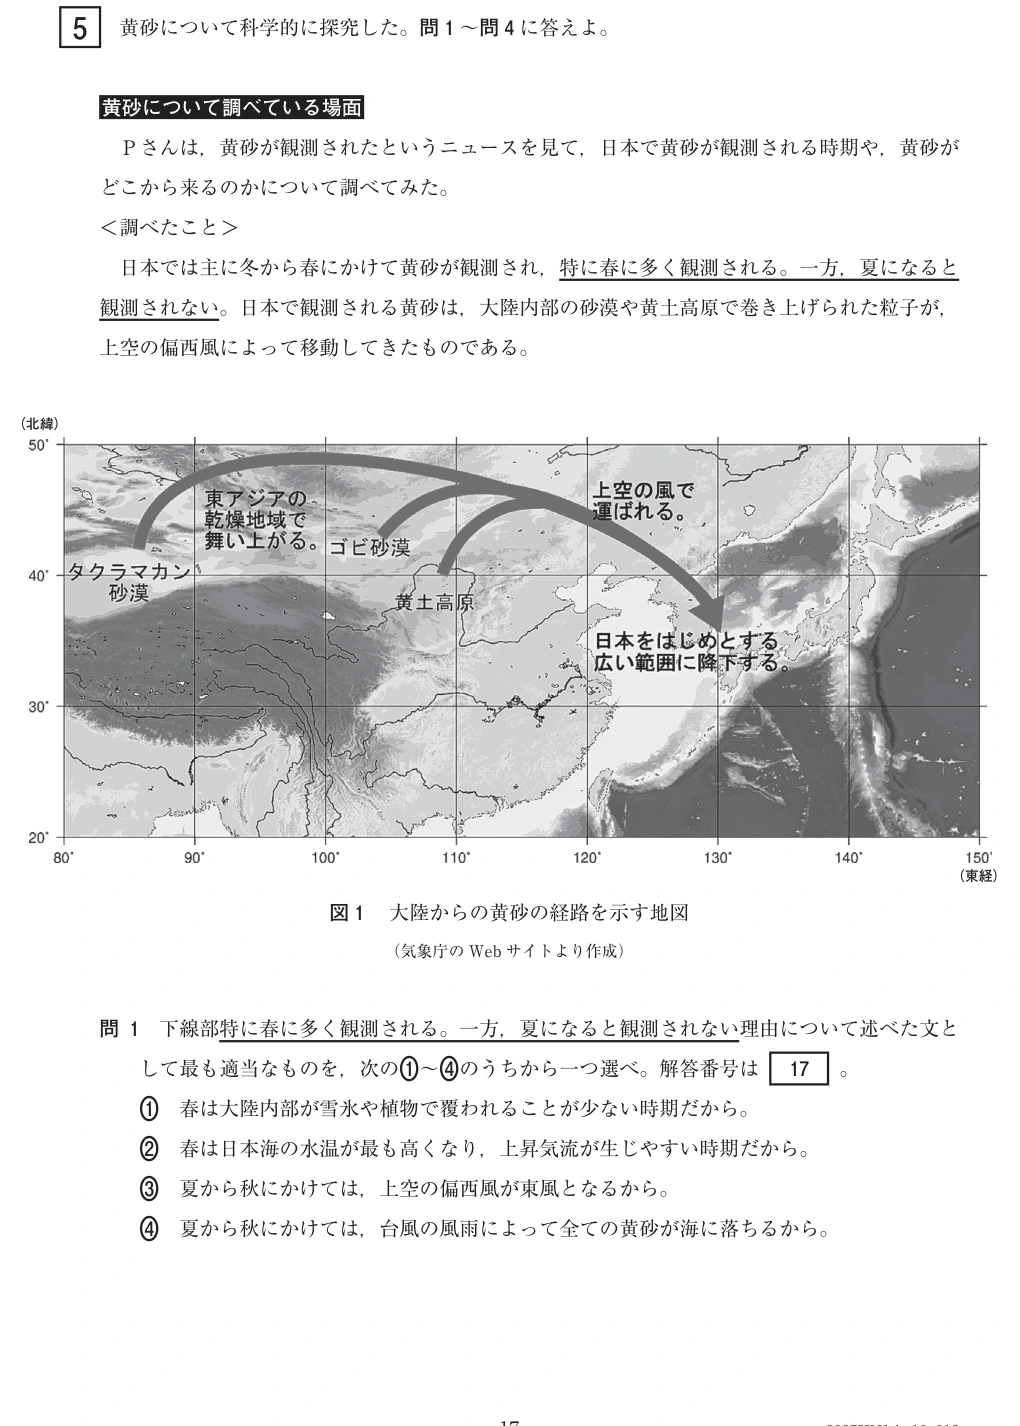 5 黄砂について科学的に探究した。問1～問4に答えよ。
黄砂について調べている場面
Pさんは，黄砂が観測されたというニュースを見て，日本で黄砂が観測される時期や，黄砂が
どこから来るのかについて調べてみた。
＜調べたこと＞
日本では主に冬から春にかけて黄砂が観測され，特に春に多く観測される。一方，夏になると
観測されない。日本で観測される黄砂は，大陸内部の砂漠や黄土高原で巻き上げられた粒子が，
上空の偏西風によって移動してきたものである。
（北緯）
50°
東アジアの
乾燥地域で
舞い上がる。
ゴビ砂漠
上空の風で
運ばれる。
40°
タクラマカン
砂漠
黄土高原
日本をはじめとする
広い範囲に降下する。
30°
20°
80° 90° 100° 110° 120° 130° 140° 150°
（東経）
図1 大陸からの黄砂の経路を示す地図
（気象庁の Web サイトより作成）
問 1 下線部特に春に多く観測される。一方，夏になると観測されない理由について述べた文と
して最も適当なものを，次の①～④のうちから一つ選べ。解答番号は 17 。
① 春は大陸内部が雪氷や植物で覆われることが少ない時期だから。
② 春は日本海の水温が最も高くなり，上昇気流が生じやすい時期だから。
③ 夏から秋にかけては，上空の偏西風が東風となるから。
④ 夏から秋にかけては，台風の風雨によって全ての黄砂が海に落ちるから。